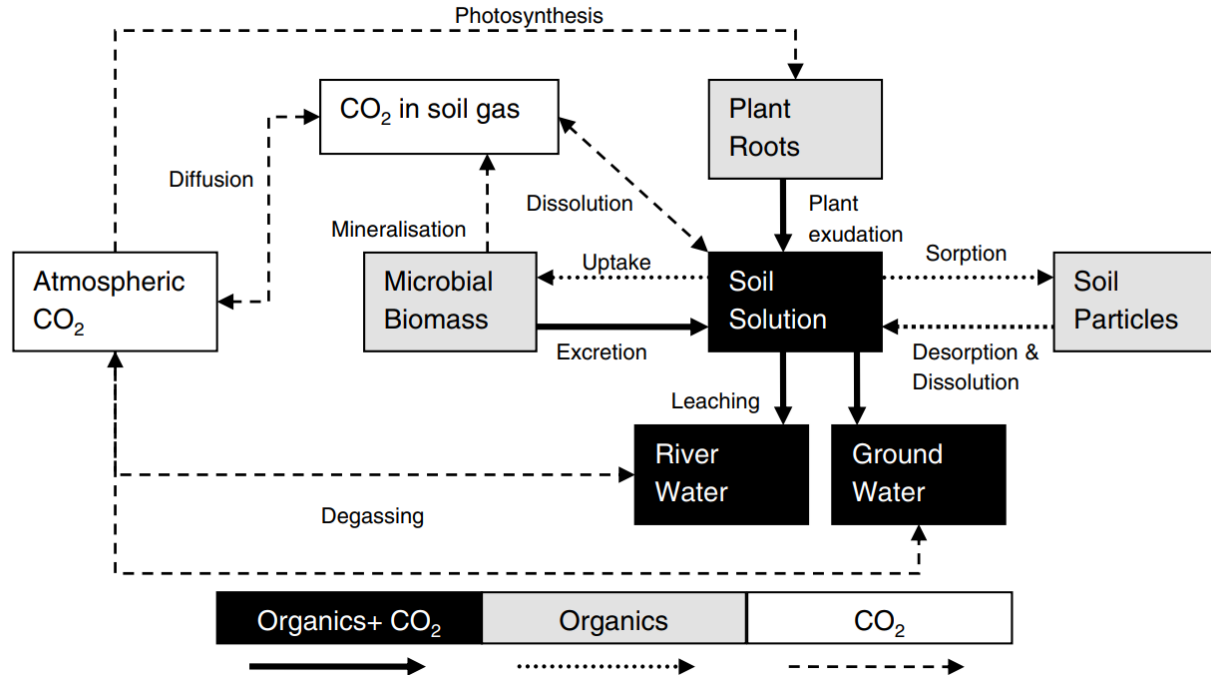 Photosynthesis
CO₂ in soil gas
Plant
Roots
Diffusion
Dissolution
Plant
exudation
Mineralisation
Atmospheric
CO₂
Microbial
Biomass
Uptake
Excretion
Soil
Solution
Sorption
Soil
Particles
Desorption &
Dissolution
Leaching
River
Water
Ground
Water
Degassing
Organics+ CO₂
Organics
CO₂